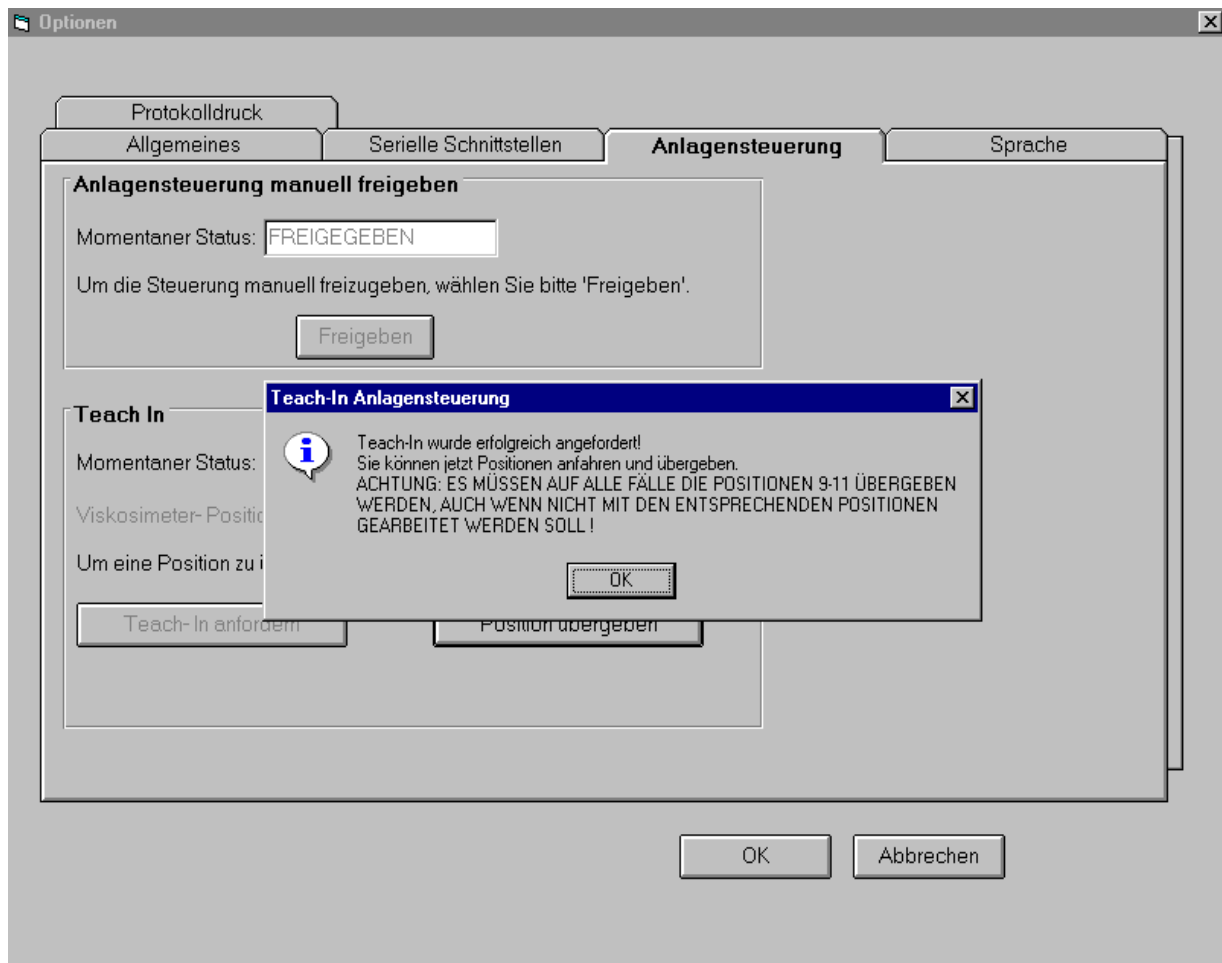 Optionen
Protokolldruck
Allgemeines
Serielle Schnittstellen
Anlagensteuerung
Sprache
Anlagensteuerung manuell freigeben
Momentaner Status: FREIGEGEBEN
Um die Steuerung manuell freizugeben, wählen Sie bitte 'Freigeben'.
Freigeben
Teach In
Momentaner Status:
Viskosimeter-
Um eine Position zu
Teach-In anfordern
Position übergeben
Teach-In Anlagensteuerung
Teach-In wurde erfolgreich angefordert!
Sie können jetzt Positionen anfahren und übergeben.
ACHTUNG: ES MÜSSEN AUF ALLE FÄLLE DIE POSITIONEN 9-11 ÜBERGEBEN
WERDEN, AUCH WENN NICHT MIT DEN ENTSPRECHENDEN POSITIONEN
GEARBEITET WERDEN SOLL !
OK
OK
Abbrechen